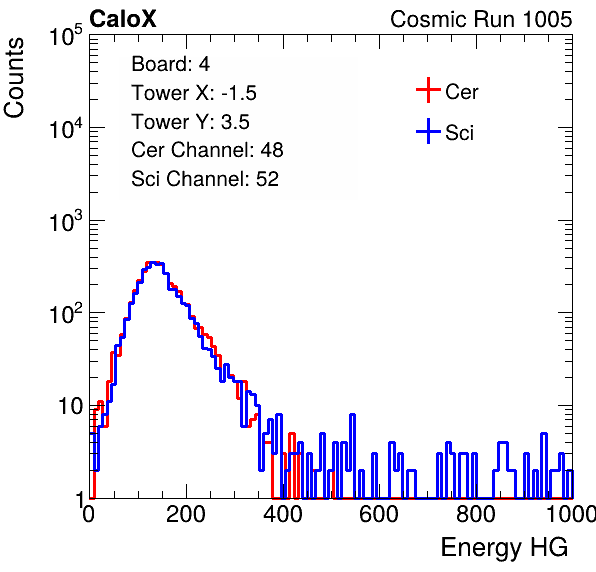 CaloX Cosmic Run 1005
Counts
10^5
10^4
10^3
10^2
10
1
Board: 4
Tower X: -1.5
Tower Y: 3.5
Cer Channel: 48
Sci Channel: 52
Cer
Sci
0 200 400 600 800 1000
Energy HG